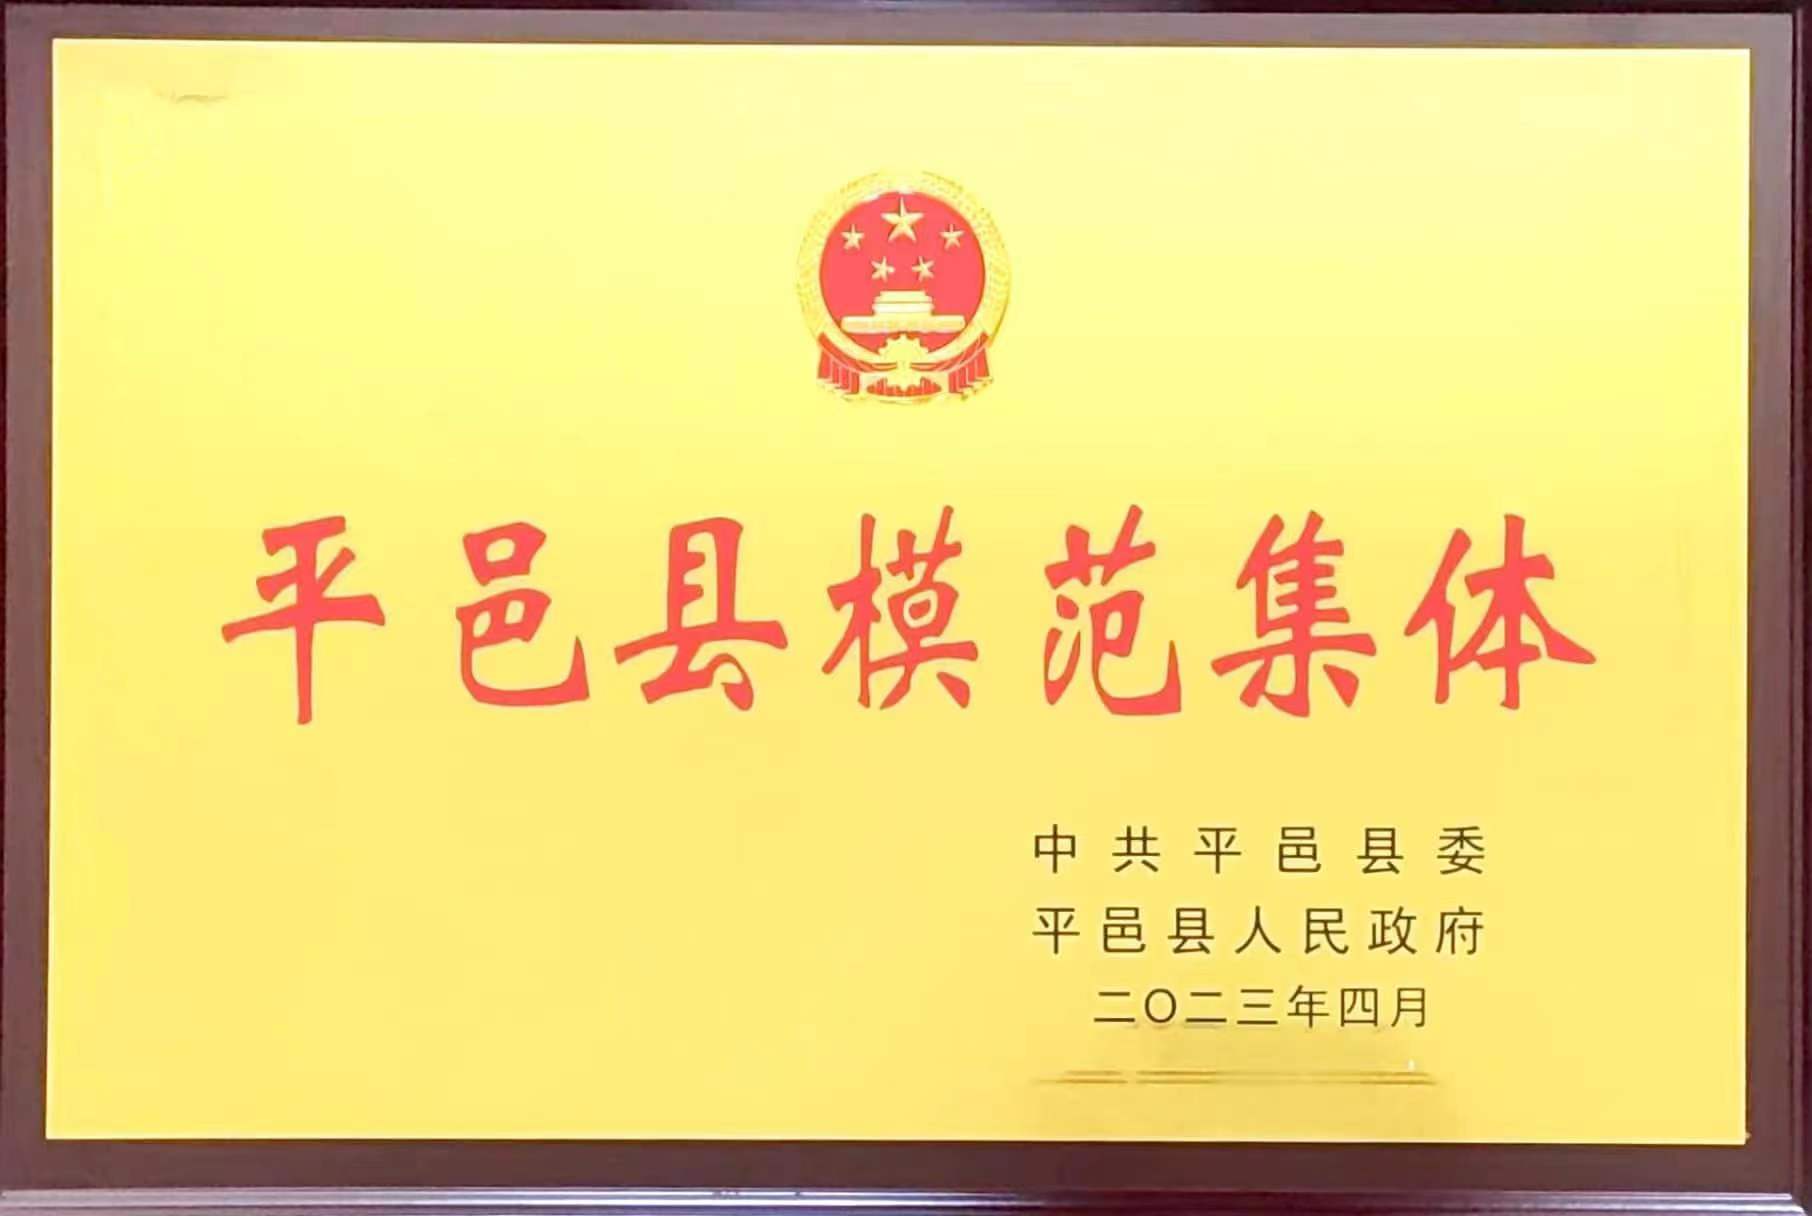 平邑县模范集体
中共平邑县委
平邑县人民政府
二〇二三年四月